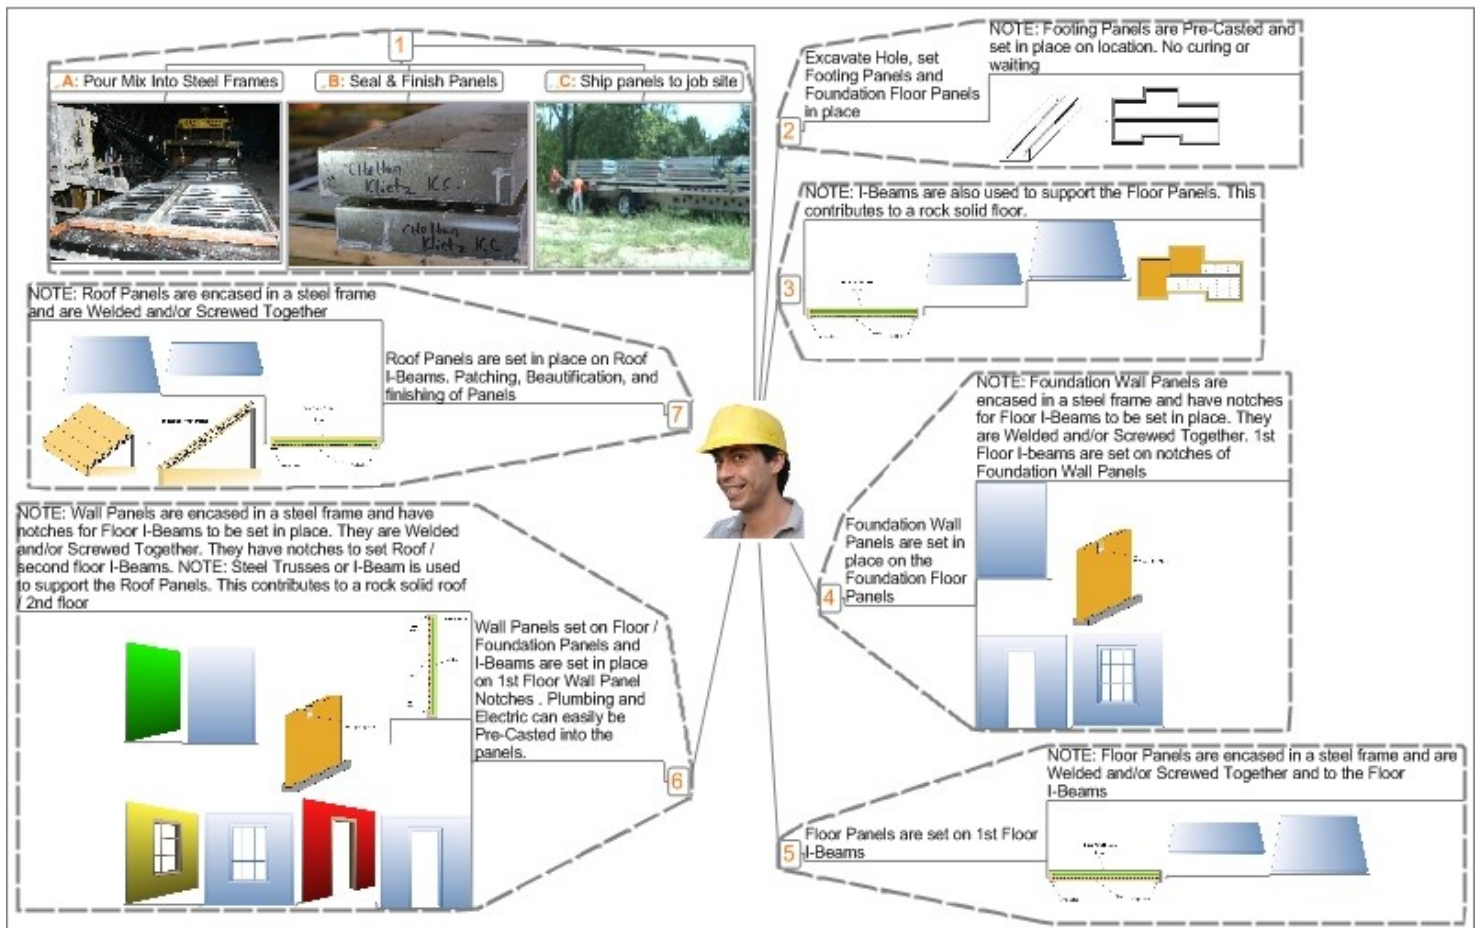 1
A: Pour Mix Into Steel Frames
B: Seal & Finish Panels
C: Ship panels to job site
2
Excavate Hole, set
Footing Panels and
Foundation Floor Panels
in place
NOTE: Footing Panels are Pre-Casted and
set in place on location. No curing or
waiting
3
NOTE: I-Beams are also used to support the Floor Panels. This
contributes to a rock solid floor.
4
Foundation Wall
Panels are set in
place on the
Foundation Floor
Panels
NOTE: Foundation Wall Panels are
encased in a steel frame and have notches
for Floor I-Beams to be set in place. They
are Welded and/or Screwed Together. 1st
Floor I-beams are set on notches of
Foundation Wall Panels
5
Floor Panels are set on 1st Floor
I-Beams
NOTE: Floor Panels are encased in a steel frame and are
Welded and/or Screwed Together and to the Floor
I-Beams
6
Wall Panels set on Floor /
Foundation Panels and
I-Beams are set in place
on 1st Floor Wall Panel
Notches . Plumbing and
Electric can easily be
Pre-Casted into the
panels.
NOTE: Wall Panels are encased in a steel frame and have
notches for Floor I-Beams to be set in place. They are Welded
and/or Screwed Together. They have notches to set Roof /
second floor I-Beams. NOTE: Steel Trusses or I-Beam is used
to support the Roof Panels. This contributes to a rock solid roof
/ 2nd floor
7
Roof Panels are set in place on Roof
I-Beams. Patching, Beautification, and
finishing of Panels
NOTE: Roof Panels are encased in a steel frame
and are Welded and/or Screwed Together